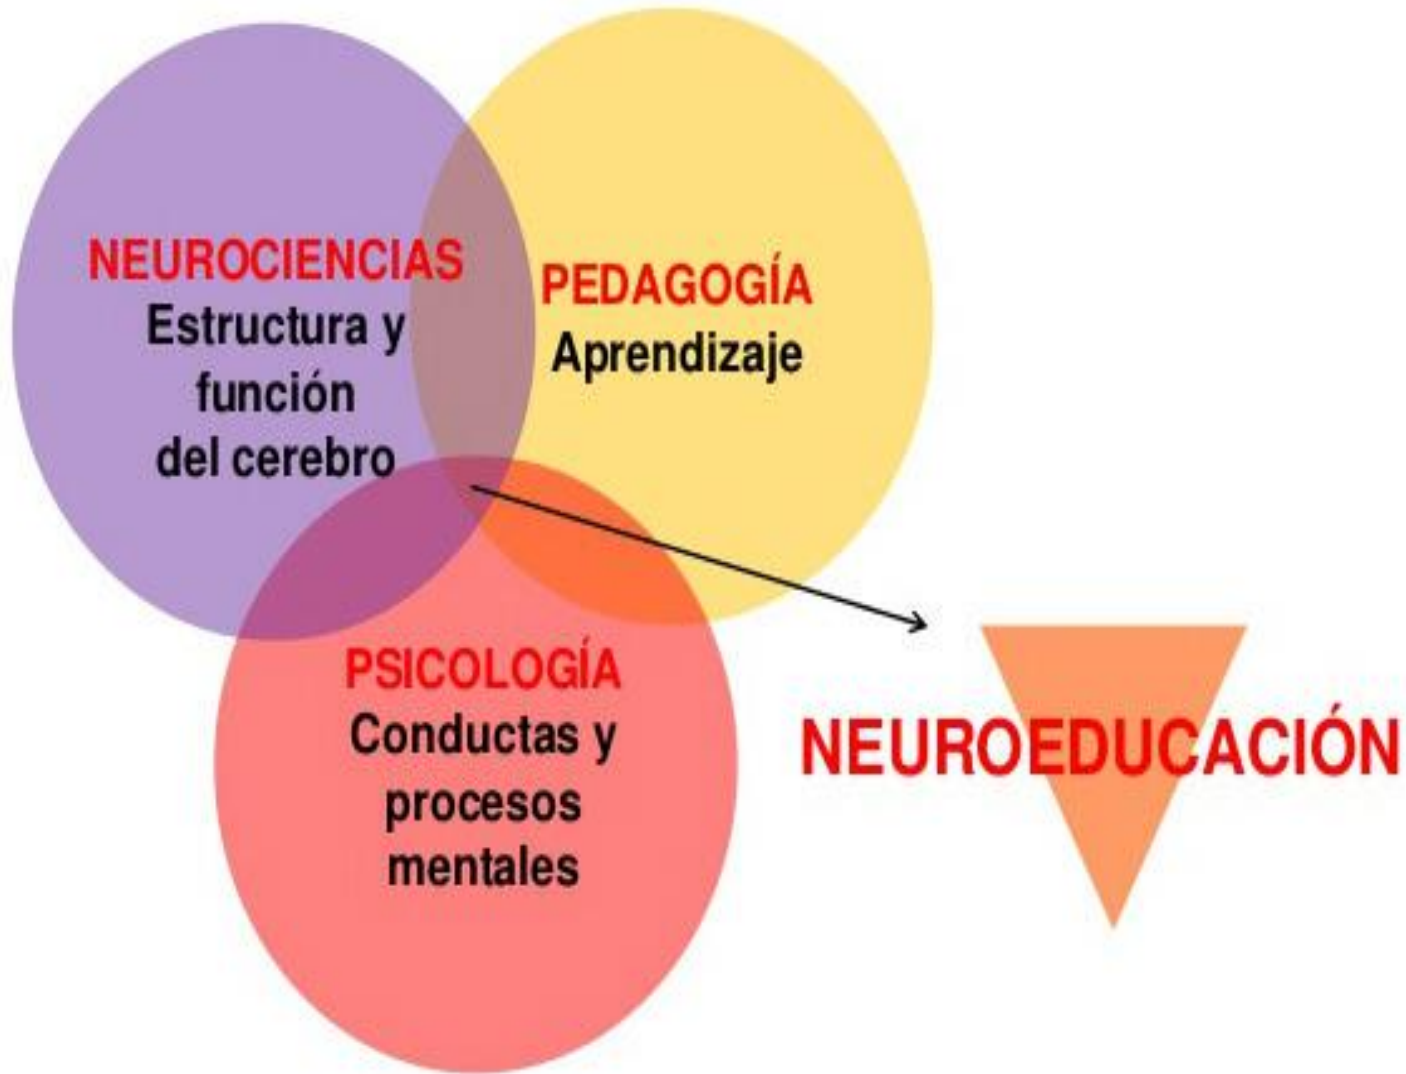 NEUROCIENCIAS
Estructura y
función
del cerebro
PEDAGOGÍA
Aprendizaje
PSICOLOGÍA
Conductas y
procesos
mentales
NEUROEDUCACIÓN